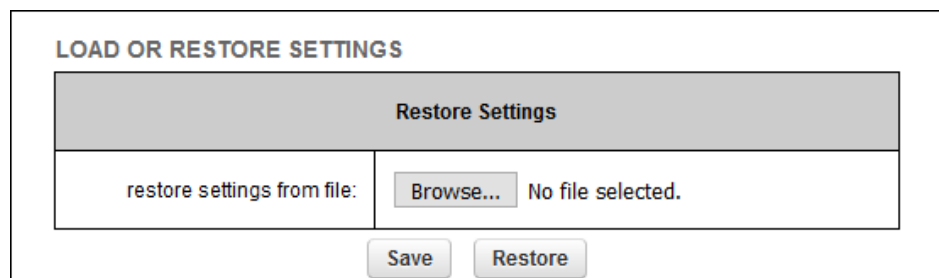 LOAD OR RESTORE SETTINGS
Restore Settings
restore settings from file: Browse... No file selected.
Save Restore